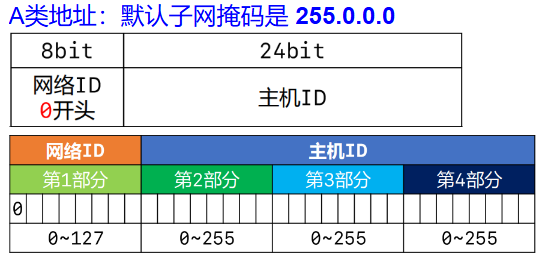 A类地址：默认子网掩码是 255.0.0.0
8bit 24bit
网络ID
0开头
主机ID
网络ID 主机ID
第1部分 第2部分 第3部分 第4部分
0
0~127 0~255 0~255 0~255